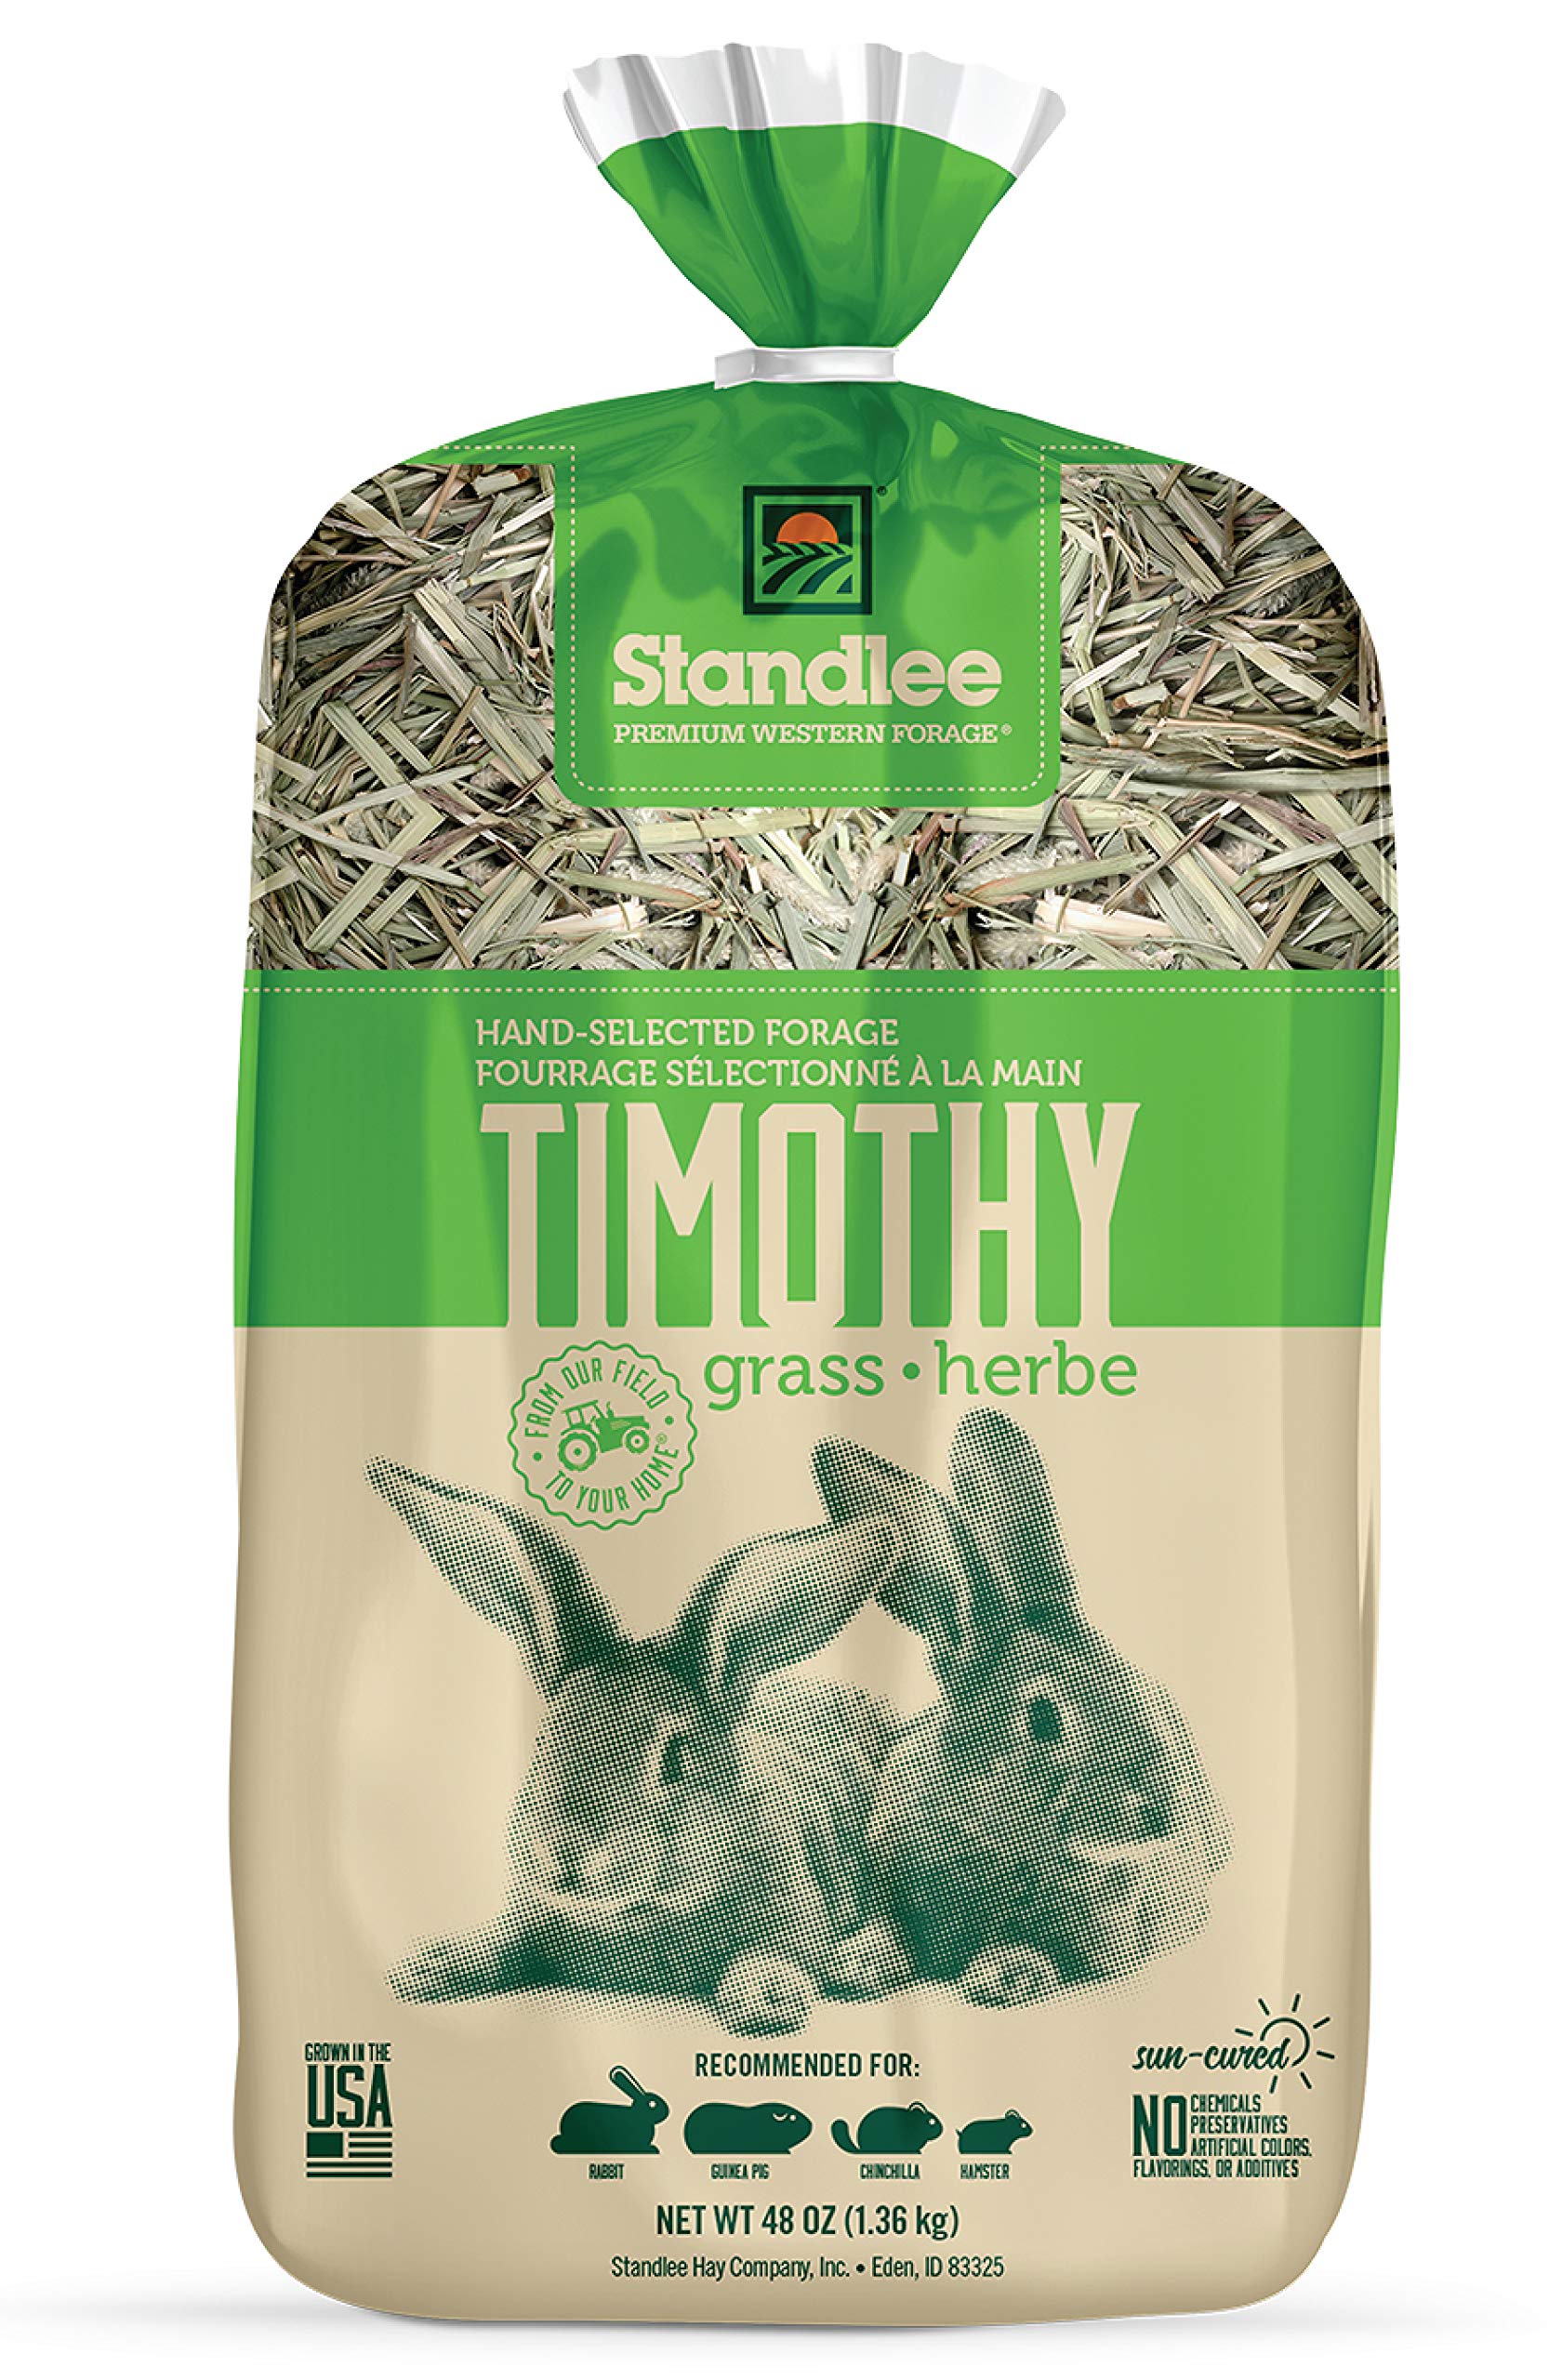 ®
Standlee
PREMIUM WESTERN FORAGE®
HAND-SELECTED FORAGE
FOURRAGE SÉLECTIONNÉ À LA MAIN
TIMOTHY
grass • herbe
• FROM OUR FIELD •
TO YOUR HOME®
GROWN IN THE
USA
RECOMMENDED FOR:
RABBIT
GUINEA PIG
CHINCHILLA
HAMSTER
sun-cured
NO CHEMICALS
PRESERVATIVES
ARTIFICIAL COLORS,
FLAVORINGS, OR ADDITIVES
NET WT 48 OZ (1.36 kg)
Standlee Hay Company, Inc. • Eden, ID 83325